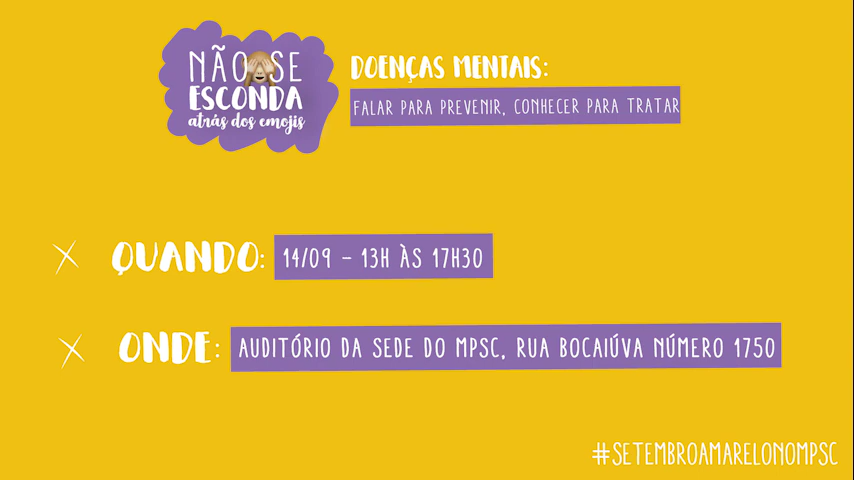 NÃO SE
ESCONDA
atrás dos emojis
DOENÇAS MENTAIS:
FALAR PARA PREVENIR, CONHECER PARA TRATAR
QUANDO: 14/09 - 13H ÀS 17H30
ONDE: AUDITÓRIO DA SEDE DO MPSC, RUA BOCAIÚVA NÚMERO 1750
#SETEMBROAMARELONOMPSC